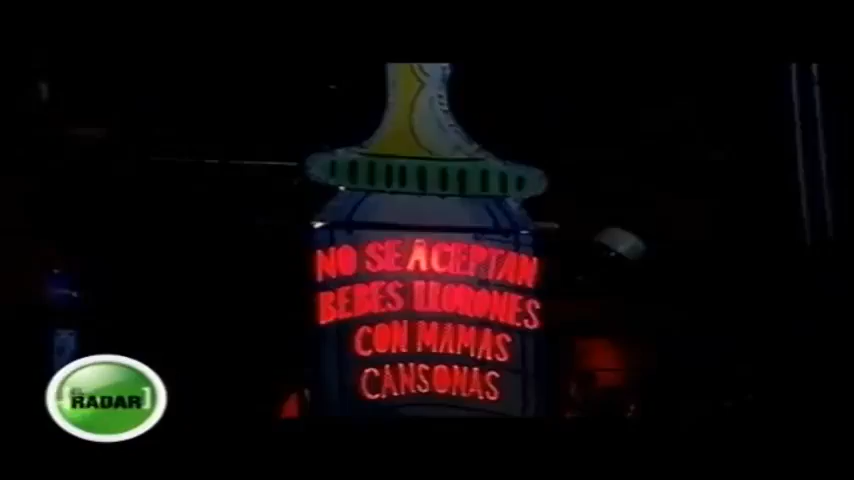 NO SE ACEPTAN
BEBES LLORONES
CON MAMAS
CANSONAS
RADAR